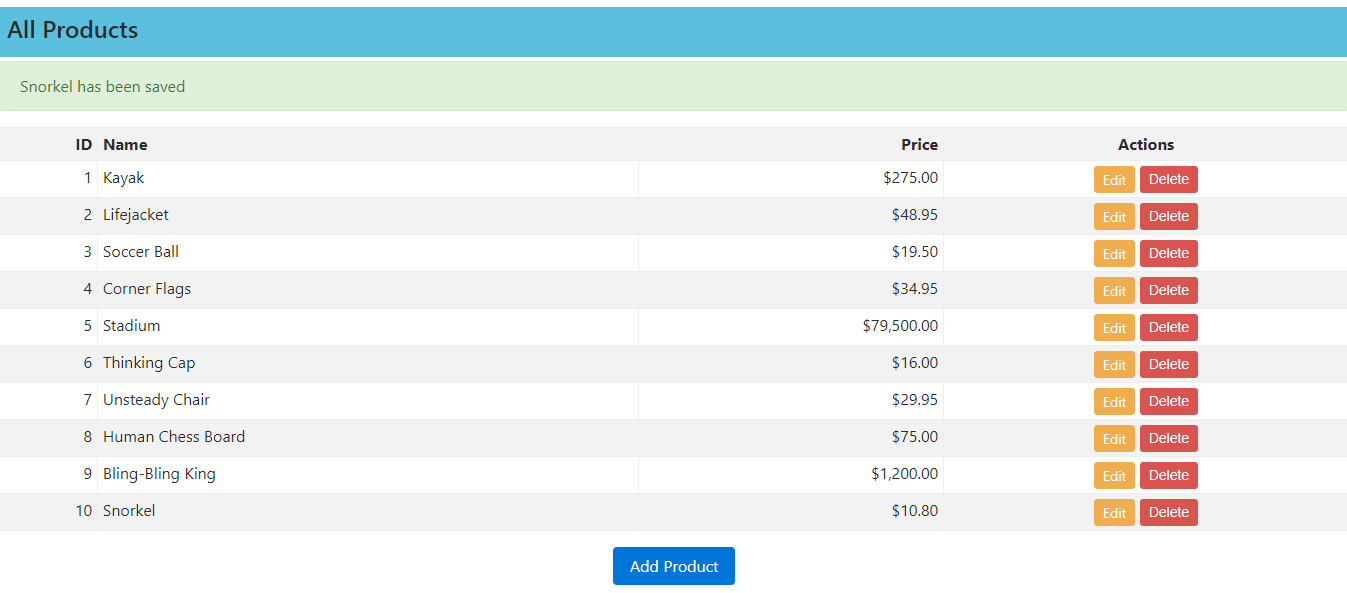 All Products
Snorkel has been saved
ID Name Price Actions
1 Kayak $275.00 Edit Delete
2 Lifejacket $48.95 Edit Delete
3 Soccer Ball $19.50 Edit Delete
4 Corner Flags $34.95 Edit Delete
5 Stadium $79,500.00 Edit Delete
6 Thinking Cap $16.00 Edit Delete
7 Unsteady Chair $29.95 Edit Delete
8 Human Chess Board $75.00 Edit Delete
9 Bling-Bling King $1,200.00 Edit Delete
10 Snorkel $10.80 Edit Delete
Add Product